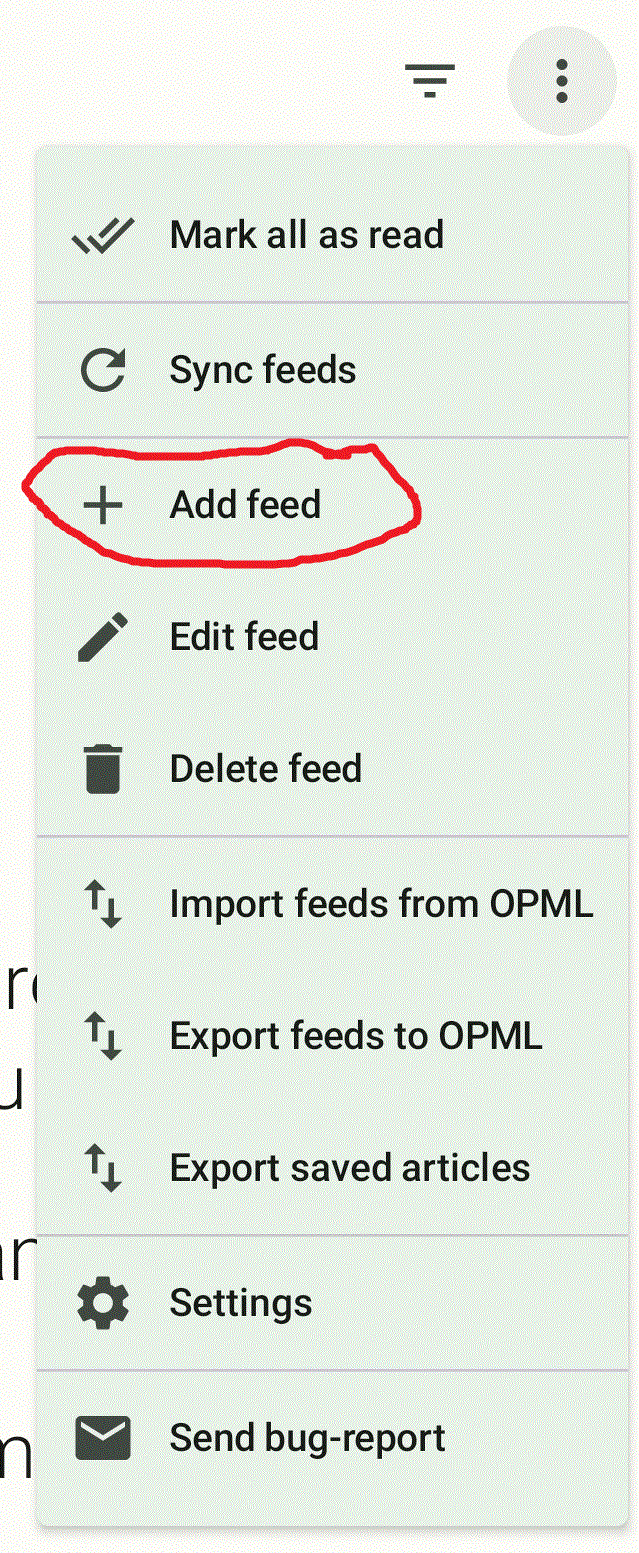 Mark all as read
Sync feeds
Add feed
Edit feed
Delete feed
Import feeds from OPML
Export feeds to OPML
Export saved articles
Settings
Send bug-report